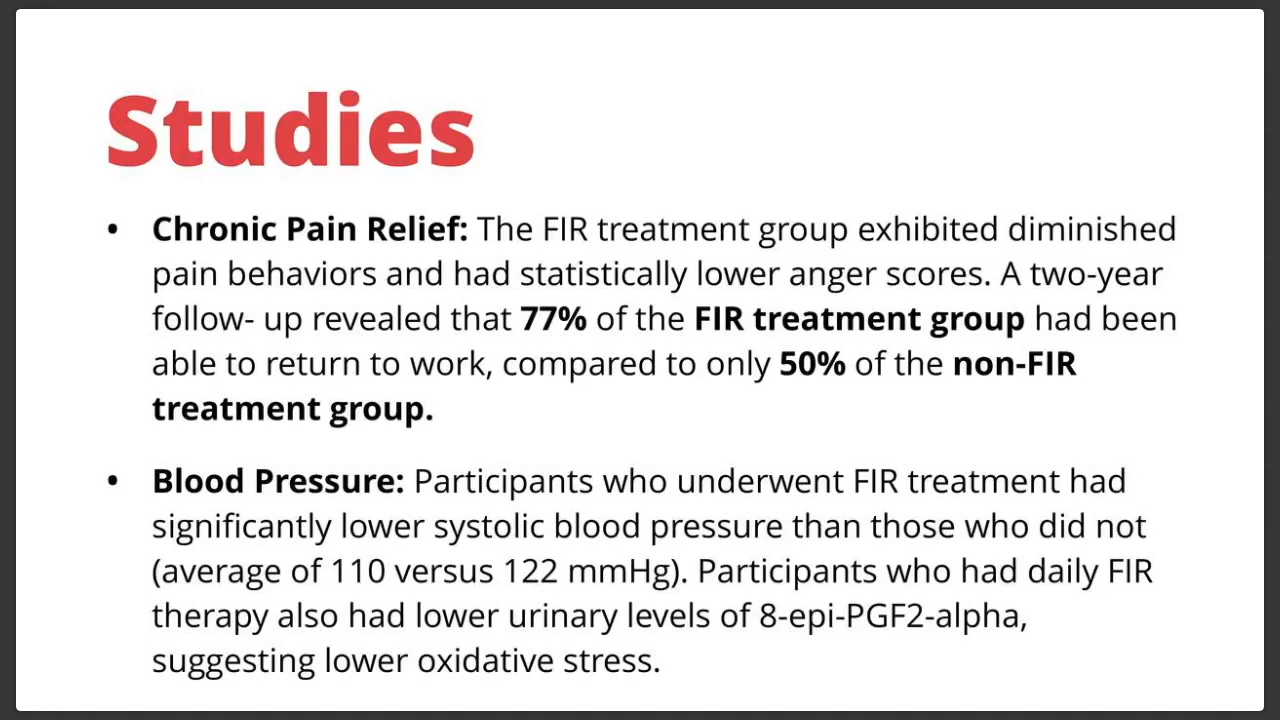 Studies
• Chronic Pain Relief: The FIR treatment group exhibited diminished
pain behaviors and had statistically lower anger scores. A two-year
follow- up revealed that 77% of the FIR treatment group had been
able to return to work, compared to only 50% of the non-FIR
treatment group.
• Blood Pressure: Participants who underwent FIR treatment had
significantly lower systolic blood pressure than those who did not
(average of 110 versus 122 mmHg). Participants who had daily FIR
therapy also had lower urinary levels of 8-epi-PGF2-alpha,
suggesting lower oxidative stress.